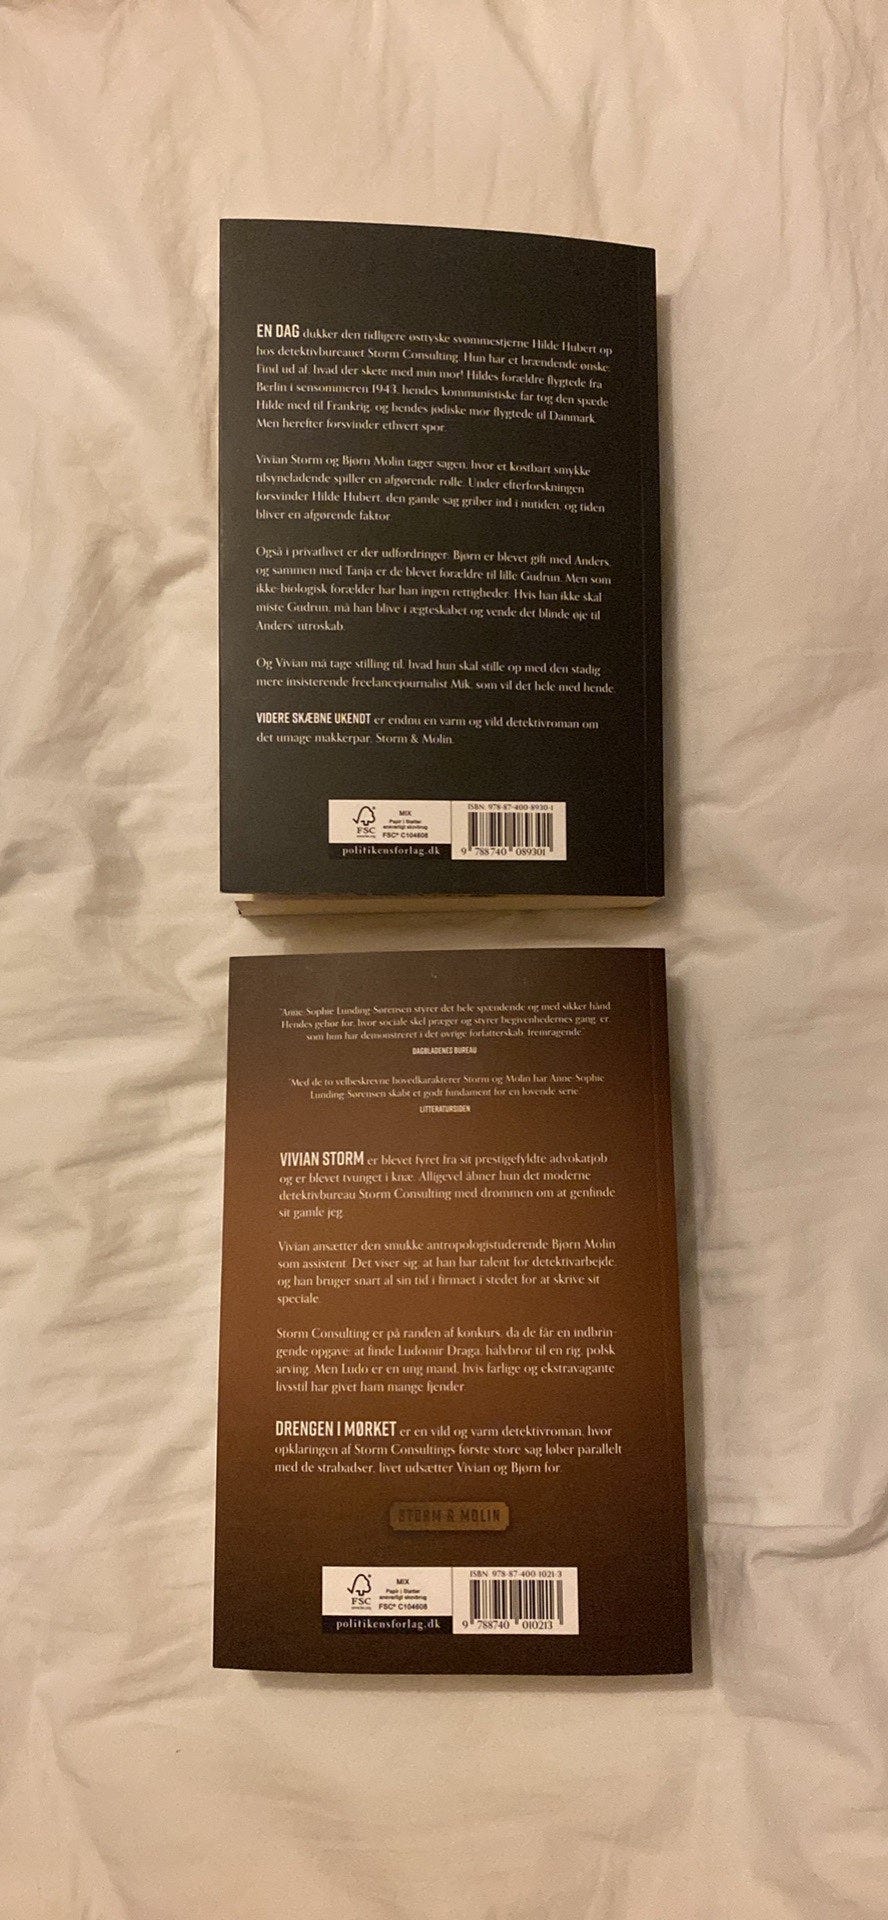 EN DAG dukker den tidligere østtyske svømmestjerne Hilde Hubert op
hos detektivbureauet Storm Consulting. Hun har et brændende ønske:
Find ud af, hvad der skete med min mor! Hildes forældre flygtede fra
Berlin i sensommeren 1943, hendes kommunistiske far tog den spæde
Hilde med til Frankrig, og hendes jødiske mor flygtede til Danmark.
Men herefter forsvinder ethvert spor.
Vivian Storm og Bjørn Molin tager sagen, hvor et kostbart smykke
tilsyneladende spiller en afgørende rolle. Under efterforskningen
forsvinder Hilde Hubert, den gamle sag griber ind i nutiden, og tiden
bliver en afgørende faktor.
Også i privatlivet er der udfordringer: Bjørn er blevet gift med Anders,
og sammen med Tanja er de blevet forældre til lille Gudrun. Men som
ikke-biologisk forælder har han ingen rettigheder. Hvis han ikke skal
miste Gudrun, må han blive i ægteskabet og vende det blinde øje til
Anders' utroskab.
Og Vivian må tage stilling til, hvad hun skal stille op med den stadig
mere insisterende freelancejournalist Mik, som vil det hele med hende.
VIDERE SKÆBNE UKENDT er endnu en varm og vild detektivroman om
det umage makkerpar, Storm & Molin.
FSC
MIX
Papir | Støtter
ansvarligt skovbrug
FSC® C104608
politikensforlag.dk
ISBN: 978-87-400-8930-1
9 788740 089301
"Anne-Sophie Lunding-Sørensen styrer det hele spændende og med sikker hånd.
Hendes gehør for, hvor sociale skel præger og styrer begivenhedernes gang, er,
som hun har demonstreret i det øvrige forfatterskab, fremragende."
DAGBLADENES BUREAU
"Med de to velbeskrevne hovedkarakterer Storm og Molin har Anne-Sophie
Lunding-Sørensen skabt et godt fundament for en lovende serie."
LITTERATURSIDEN
VIVIAN STORM er blevet fyret fra sit prestigefyldte advokatjob
og er blevet tvunget i knæ. Alligevel åbner hun det moderne
detektivbureau Storm Consulting med drømmen om at genfinde
sit gamle jeg.
Vivian ansætter den smukke antropologistuderende Bjørn Molin
som assistent. Det viser sig, at han har talent for detektivarbejde,
og han bruger snart al sin tid i firmaet i stedet for at skrive sit
speciale.
Storm Consulting er på randen af konkurs, da de får en indbrin-
gende opgave: at finde Ludomir Draga, halvbror til en rig, polsk
arving. Men Ludo er en ung mand, hvis farlige og ekstravagante
livsstil har givet ham mange fjender.
DRENGEN I MØRKET er en vild og varm detektivroman, hvor
opklaringen af Storm Consultings første store sag løber parallelt
med de strabadser, livet udsætter Vivian og Bjørn for.
STORM & MOLIN
FSC
MIX
Papir | Støtter
ansvarligt skovbrug
FSC® C104608
politikensforlag.dk
ISBN: 978-87-400-1021-3
9 788740 010213